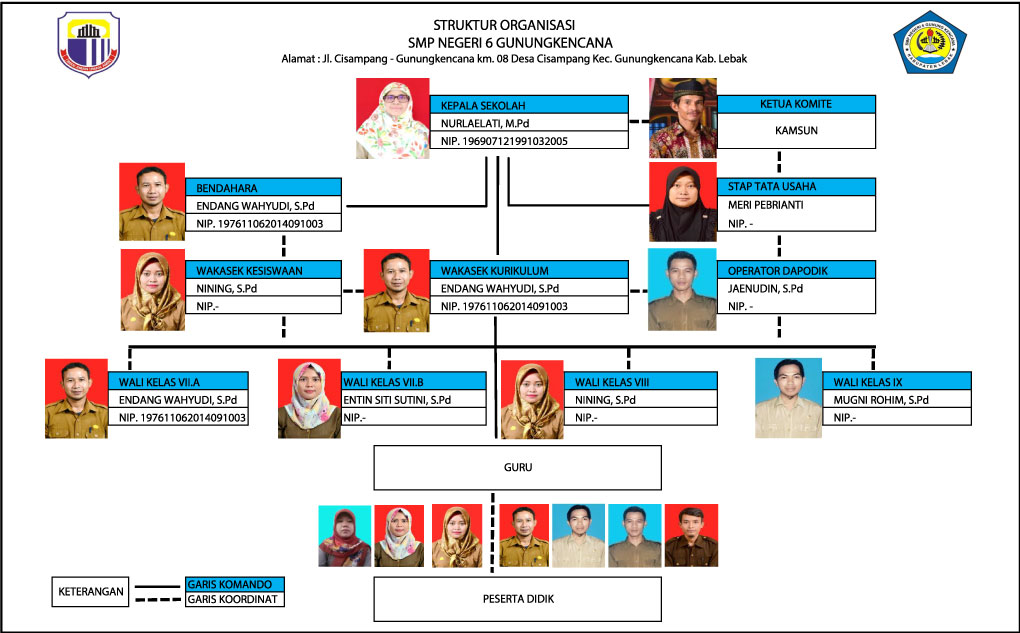 STRUKTUR ORGANISASI
SMP NEGERI 6 GUNUNGKENCANA
Alamat : Jl. Cisampang - Gunungkencana km. 08 Desa Cisampang Kec. Gunungkencana Kab. Lebak
KEPALA SEKOLAH
NURLAELATI, M.Pd
NIP. 196907121991032005
KETUA KOMITE
KAMSUN
BENDAHARA
ENDANG WAHYUDI, S.Pd
NIP. 197611062014091003
STAP TATA USAHA
MERI PEBRIANTI
NIP. -
WAKASEK KESISWAAN
NINING, S.Pd
NIP.-
WAKASEK KURIKULUM
ENDANG WAHYUDI, S.Pd
NIP. 197611062014091003
OPERATOR DAPODIK
JAENUDIN, S.Pd
NIP. -
WALI KELAS VII.A
ENDANG WAHYUDI, S.Pd
NIP. 197611062014091003
WALI KELAS VII.B
ENTIN SITI SUTINI, S.Pd
NIP.-
WALI KELAS VIII
NINING, S.Pd
NIP.-
WALI KELAS IX
MUGNI ROHIM, S.Pd
NIP.-
GURU
PESERTA DIDIK
KETERANGAN
GARIS KOMANDO
GARIS KOORDINAT